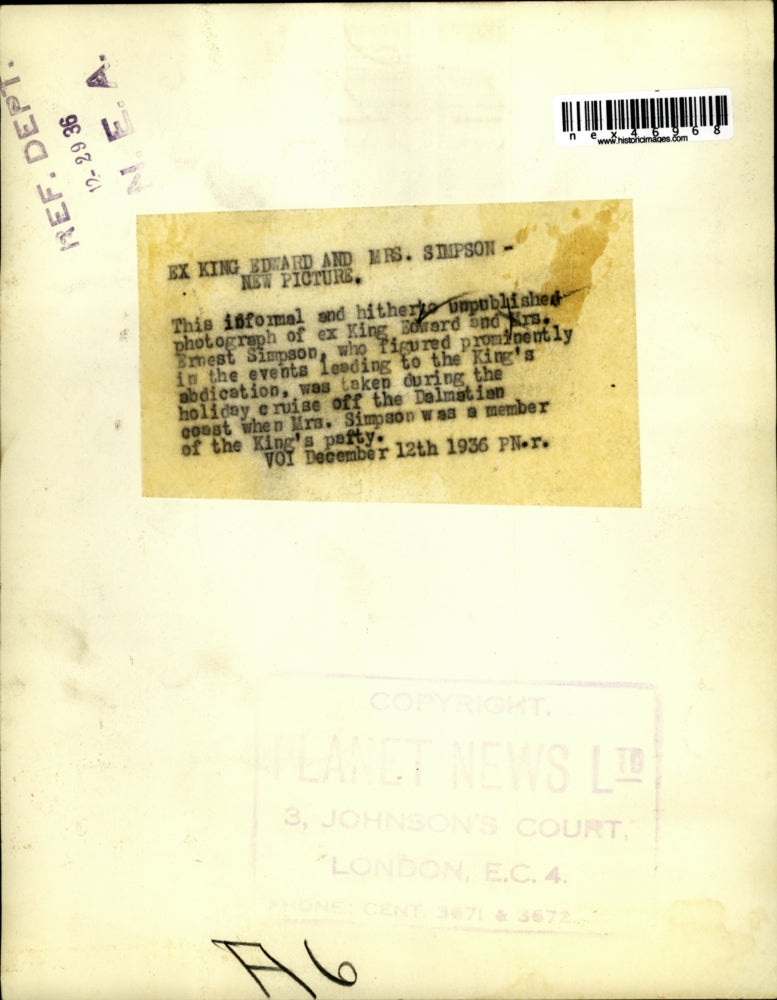 REF. DEPT.
12-29 36
N. E. A.
n e x 4 6 9 6 8
www.historicimages.com
EX KING EDWARD AND MRS. SIMPSON -
NEW PICTURE.
This informal and hitherto unpublished
photograph of ex King Edward and Mrs.
Ernest Simpson, who figured prominently
in the events leading to the King's
abdication, was taken during the
holiday cruise off the Dalmatian
coast when Mrs. Simpson was a member
of the King's party.
VOI December 12th 1936 PN.r.
COPYRIGHT.
PLANET NEWS LTD
3, JOHNSON'S COURT,
LONDON, E.C. 4.
PHONE: CENT. 3671 & 3672
A6